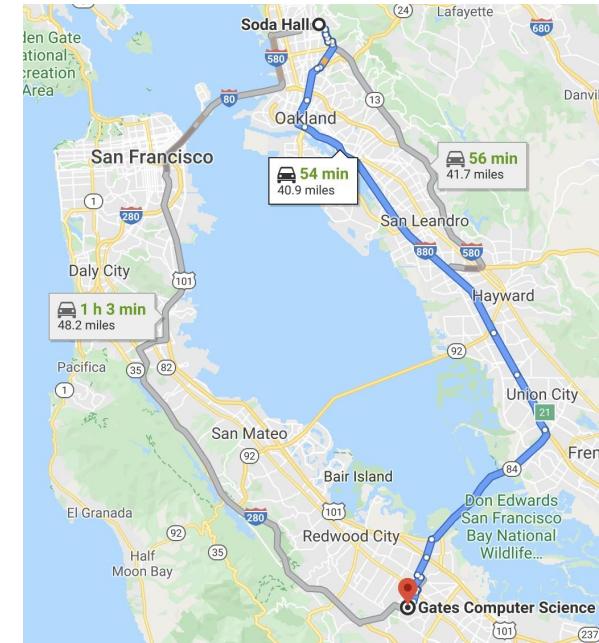 Soda Hall
24
Lafayette
680
den Gate
ational
creation
Area
580
80
13
Danvi
Oakland
San Francisco
56 min
41.7 miles
54 min
40.9 miles
1
280
San Leandro
880
580
Daly City
101
Hayward
1 h 3 min
48.2 miles
92
Pacifica
35
82
1
Union City
21
San Mateo
92
Fren
84
Bair Island
Don Edwards
San Francisco
Bay National
Wildlife...
El Granada
280
101
92
Redwood City
35
Half
Moon Bay
Gates Computer Science
101
237